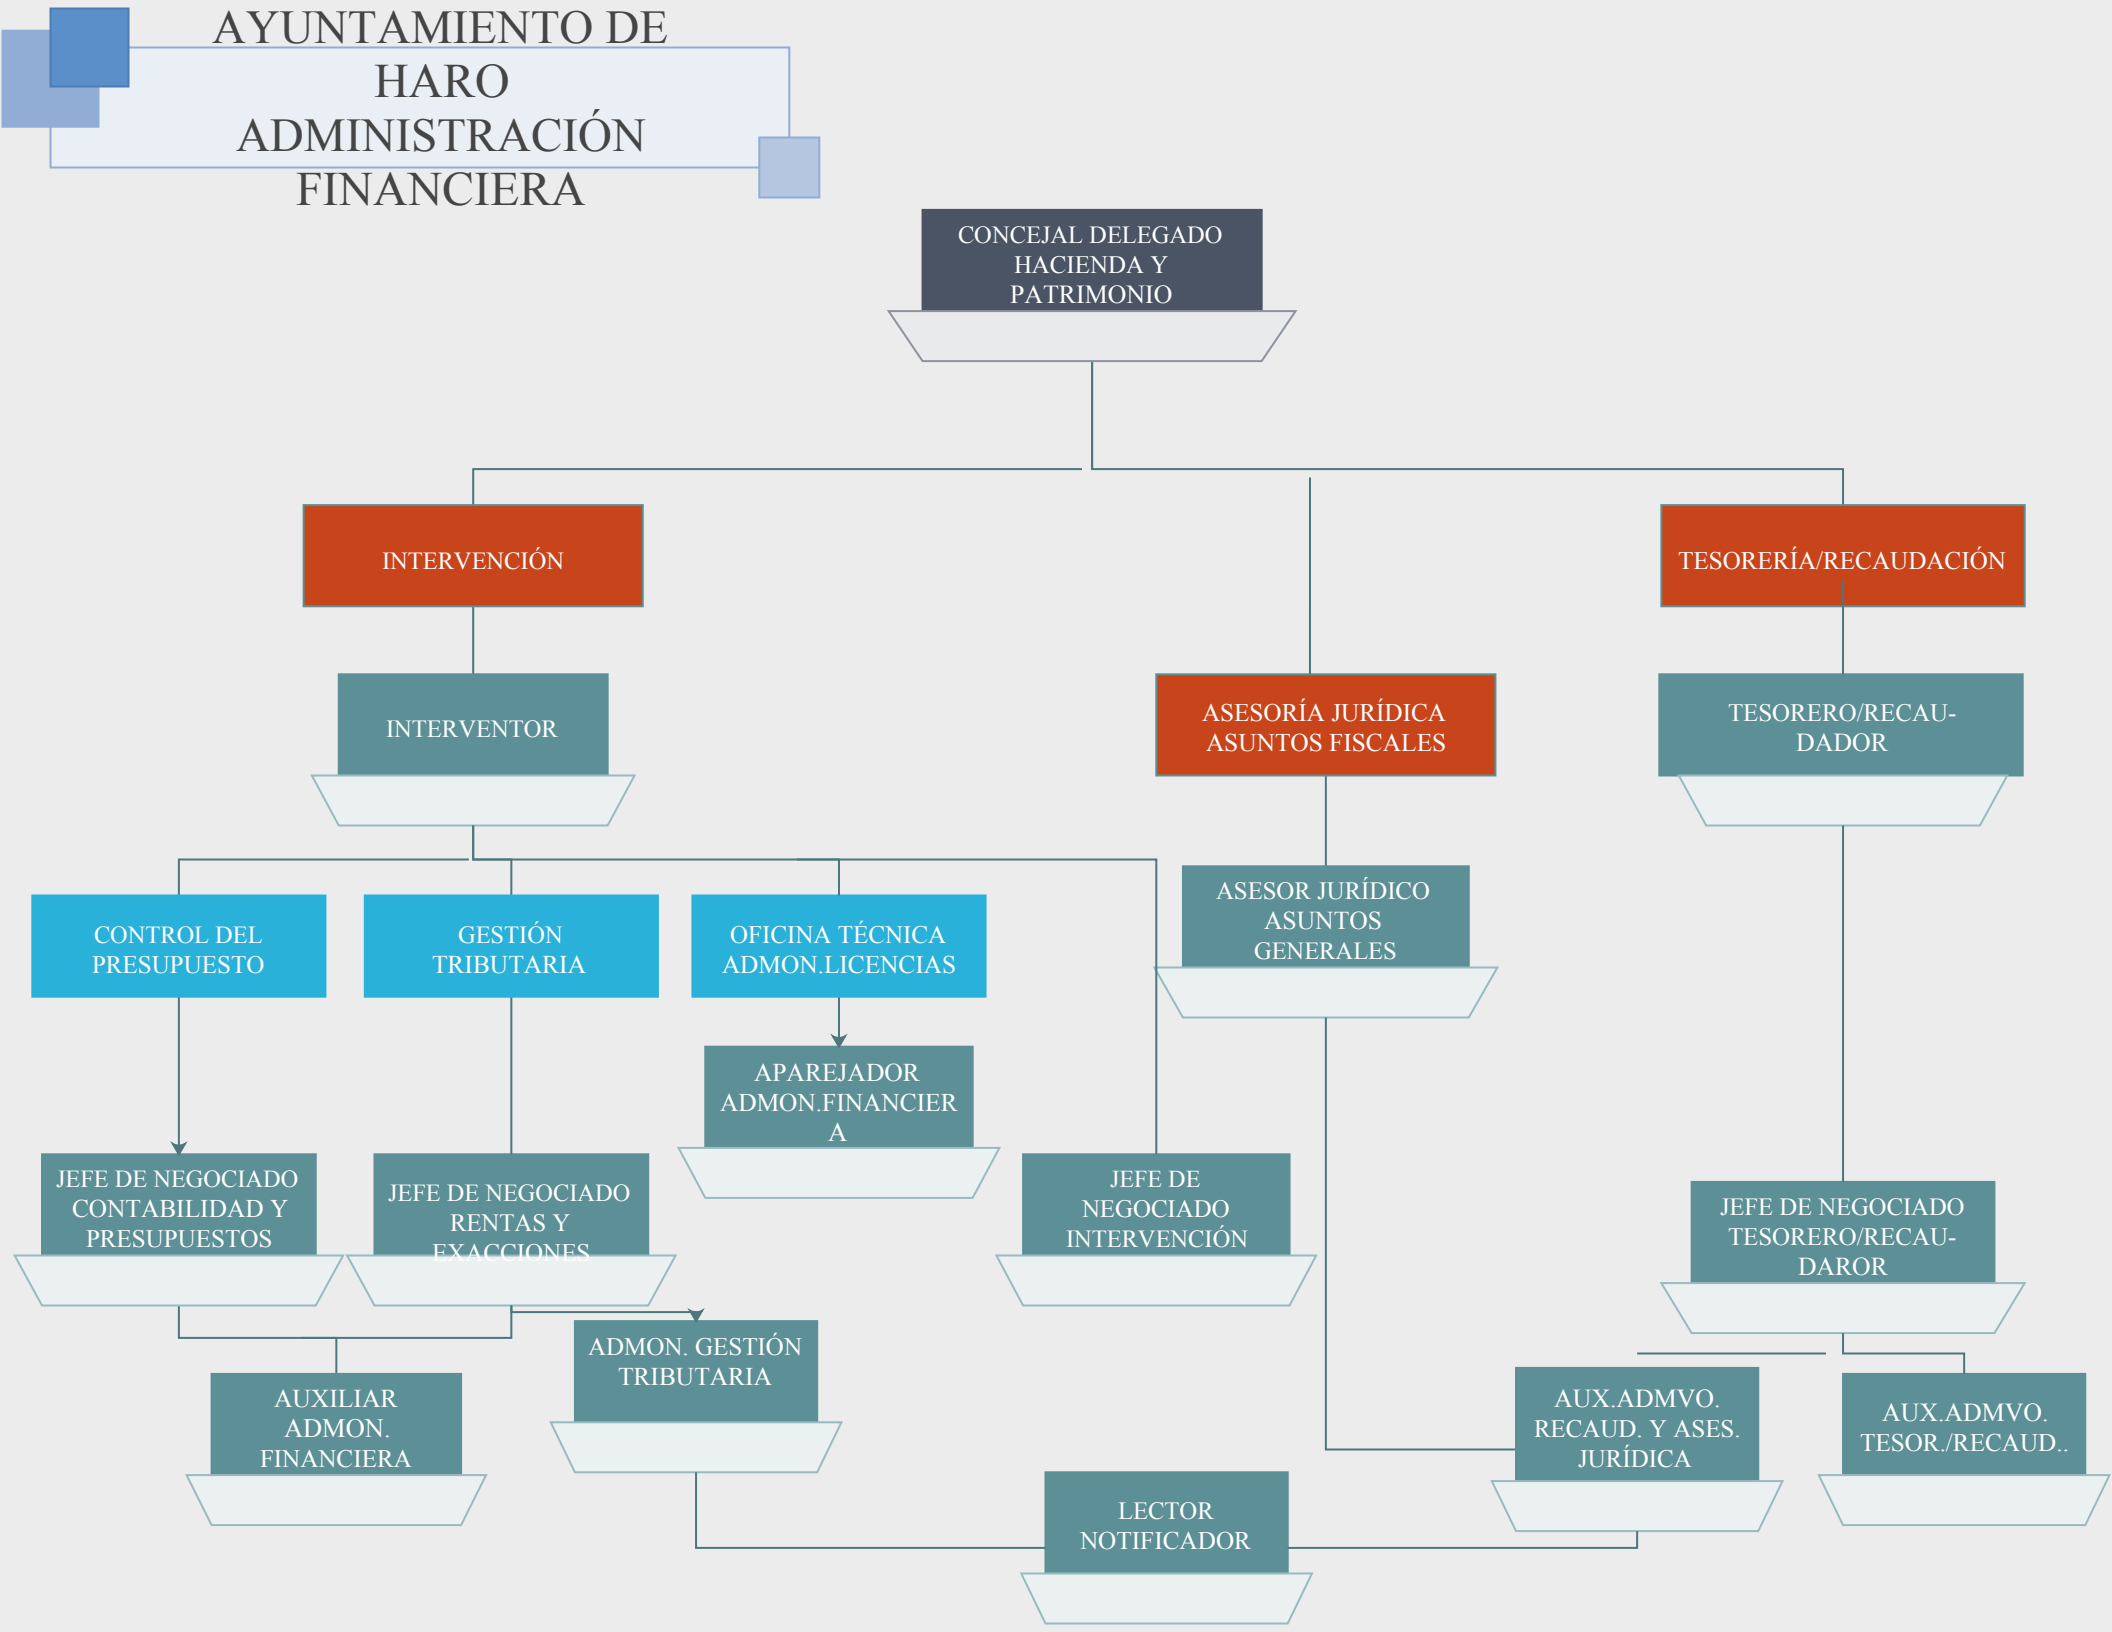 AYUNTAMIENTO DE
HARO
ADMINISTRACIÓN
FINANCIERA
CONCEJAL DELEGADO
HACIENDA Y
PATRIMONIO
INTERVENCIÓN
TESORERÍA/RECAUDACIÓN
INTERVENTOR
ASESORÍA JURÍDICA
ASUNTOS FISCALES
TESORERO/RECAU-
DADOR
ASESOR JURÍDICO
ASUNTOS
GENERALES
CONTROL DEL
PRESUPUESTO
GESTIÓN
TRIBUTARIA
OFICINA TÉCNICA
ADMON.LICENCIAS
APAREJADOR
ADMON.FINANCIER
A
JEFE DE NEGOCIADO
CONTABILIDAD Y
PRESUPUESTOS
JEFE DE NEGOCIADO
RENTAS Y
EXACCIONES
JEFE DE
NEGOCIADO
INTERVENCIÓN
JEFE DE NEGOCIADO
TESORERO/RECAU-
DAROR
ADMON. GESTIÓN
TRIBUTARIA
AUXILIAR
ADMON.
FINANCIERA
AUX.ADMVO.
RECAUD. Y ASES.
JURÍDICA
AUX.ADMVO.
TESOR./RECAUD..
LECTOR
NOTIFICADOR